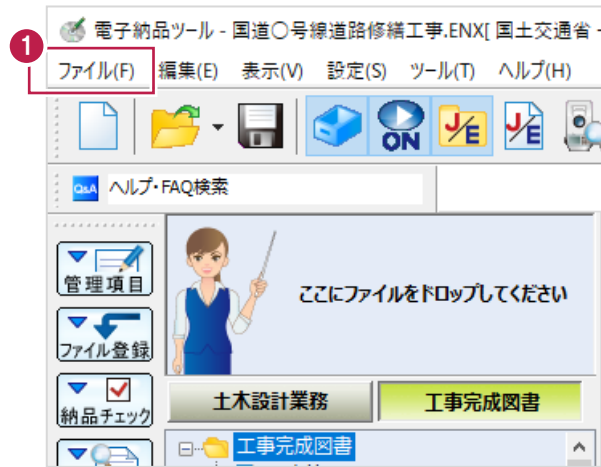 電子納品ツール - 国道〇号線道路修繕工事.ENX[ 国土交通省 -
1
ファイル(F) 編集(E) 表示(V) 設定(S) ツール(T) ヘルプ(H)
ON J/E J/E
Q&A ヘルプ・FAQ検索
管理項目
ここにファイルをドロップしてください
ファイル登録
納品チェック
土木設計業務 工事完成図書
工事完成図書